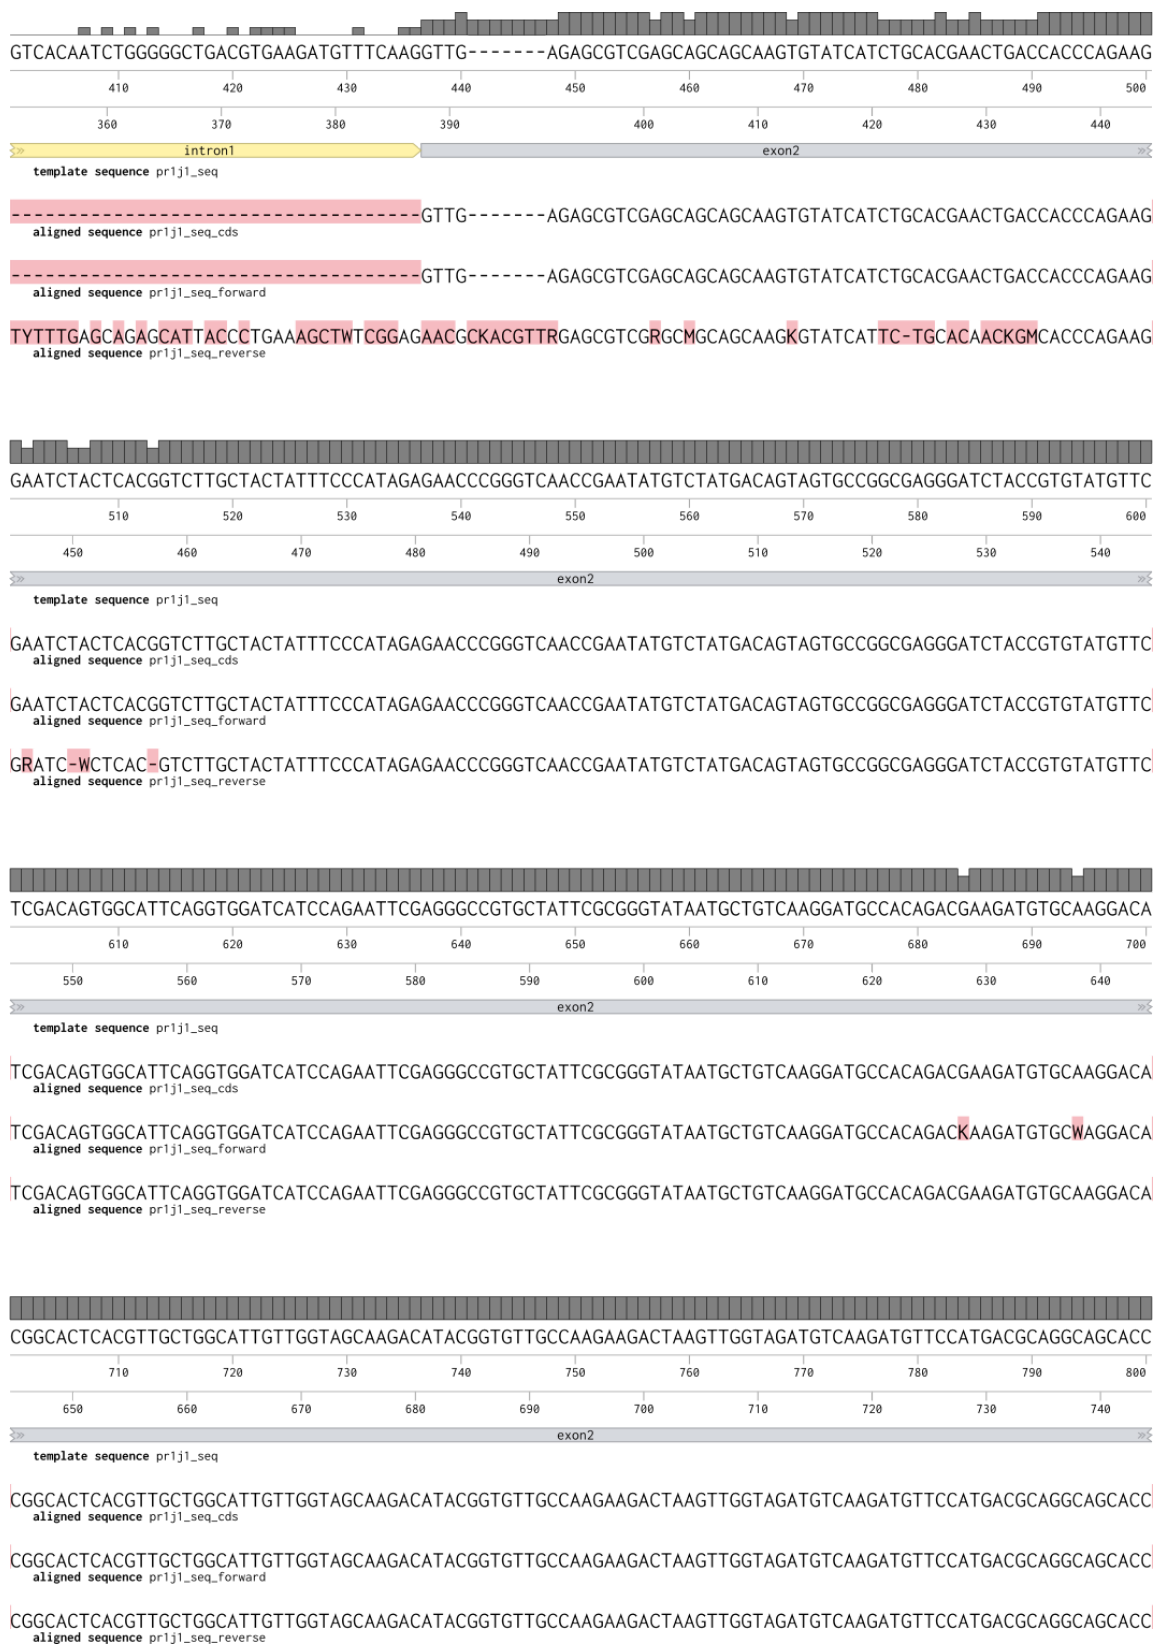 GTCACAATCTGGGGGCTGACGTGAAGATGTTTCAAGGTTG-------AGAGCGTCGAGCAGCAGCAAGTGTATCATCTGCACGAACTGACCACCCAGAAG
410 420 430 440 450 460 470 480 490 500
360 370 380 390 400 410 420 430 440
intron1 exon2
template sequence pr1j1_seq
------------------------------------GTTG-------AGAGCGTCGAGCAGCAGCAAGTGTATCATCTGCACGAACTGACCACCCAGAAG
aligned sequence pr1j1_seq_cds
------------------------------------GTTG-------AGAGCGTCGAGCAGCAGCAAGTGTATCATCTGCACGAACTGACCACCCAGAAG
aligned sequence pr1j1_seq_forward
TYTTTGAGCAGAGCATTACCCTGAAAGCTWTCGGAGAACGCKACGTTRGAGCGTCGRGCMGCAGCAAGKGTATCATTC-TGCACAACKGMCACCCAGAAG
aligned sequence pr1j1_seq_reverse
GAATCTACTCACGGTCTTGCTACTATTTCCCATAGAGAACCCGGGTCAACCGAATATGTCTATGACAGTAGTGCCGGCGAGGGATCTACCGTGTATGTTC
510 520 530 540 550 560 570 580 590 600
450 460 470 480 490 500 510 520 530 540
exon2
template sequence pr1j1_seq
GAATCTACTCACGGTCTTGCTACTATTTCCCATAGAGAACCCGGGTCAACCGAATATGTCTATGACAGTAGTGCCGGCGAGGGATCTACCGTGTATGTTC
aligned sequence pr1j1_seq_cds
GAATCTACTCACGGTCTTGCTACTATTTCCCATAGAGAACCCGGGTCAACCGAATATGTCTATGACAGTAGTGCCGGCGAGGGATCTACCGTGTATGTTC
aligned sequence pr1j1_seq_forward
GRATC-WCTCAC-GTCTTGCTACTATTTCCCATAGAGAACCCGGGTCAACCGAATATGTCTATGACAGTAGTGCCGGCGAGGGATCTACCGTGTATGTTC
aligned sequence pr1j1_seq_reverse
TCGACAGTGGCATTCAGGTGGATCATCCAGAATTCGAGGGCCGTGCTATTCGCGGGTATAATGCTGTCAAGGATGCCACAGACGAAGATGTGCAAGGACA
610 620 630 640 650 660 670 680 690 700
550 560 570 580 590 600 610 620 630 640
exon2
template sequence pr1j1_seq
TCGACAGTGGCATTCAGGTGGATCATCCAGAATTCGAGGGCCGTGCTATTCGCGGGTATAATGCTGTCAAGGATGCCACAGACGAAGATGTGCAAGGACA
aligned sequence pr1j1_seq_cds
TCGACAGTGGCATTCAGGTGGATCATCCAGAATTCGAGGGCCGTGCTATTCGCGGGTATAATGCTGTCAAGGATGCCACAGACKAAGATGTGCWAGGACA
aligned sequence pr1j1_seq_forward
TCGACAGTGGCATTCAGGTGGATCATCCAGAATTCGAGGGCCGTGCTATTCGCGGGTATAATGCTGTCAAGGATGCCACAGACGAAGATGTGCAAGGACA
aligned sequence pr1j1_seq_reverse
CGGCACTCACGTTGCTGGCATTGTTGGTAGCAAGACATACGGTGTTGCCAAGAAGACTAAGTTGGTAGATGTCAAGATGTTCCATGACGCAGGCAGCACC
710 720 730 740 750 760 770 780 790 800
650 660 670 680 690 700 710 720 730 740
exon2
template sequence pr1j1_seq
CGGCACTCACGTTGCTGGCATTGTTGGTAGCAAGACATACGGTGTTGCCAAGAAGACTAAGTTGGTAGATGTCAAGATGTTCCATGACGCAGGCAGCACC
aligned sequence pr1j1_seq_cds
CGGCACTCACGTTGCTGGCATTGTTGGTAGCAAGACATACGGTGTTGCCAAGAAGACTAAGTTGGTAGATGTCAAGATGTTCCATGACGCAGGCAGCACC
aligned sequence pr1j1_seq_forward
CGGCACTCACGTTGCTGGCATTGTTGGTAGCAAGACATACGGTGTTGCCAAGAAGACTAAGTTGGTAGATGTCAAGATGTTCCATGACGCAGGCAGCACC
aligned sequence pr1j1_seq_reverse